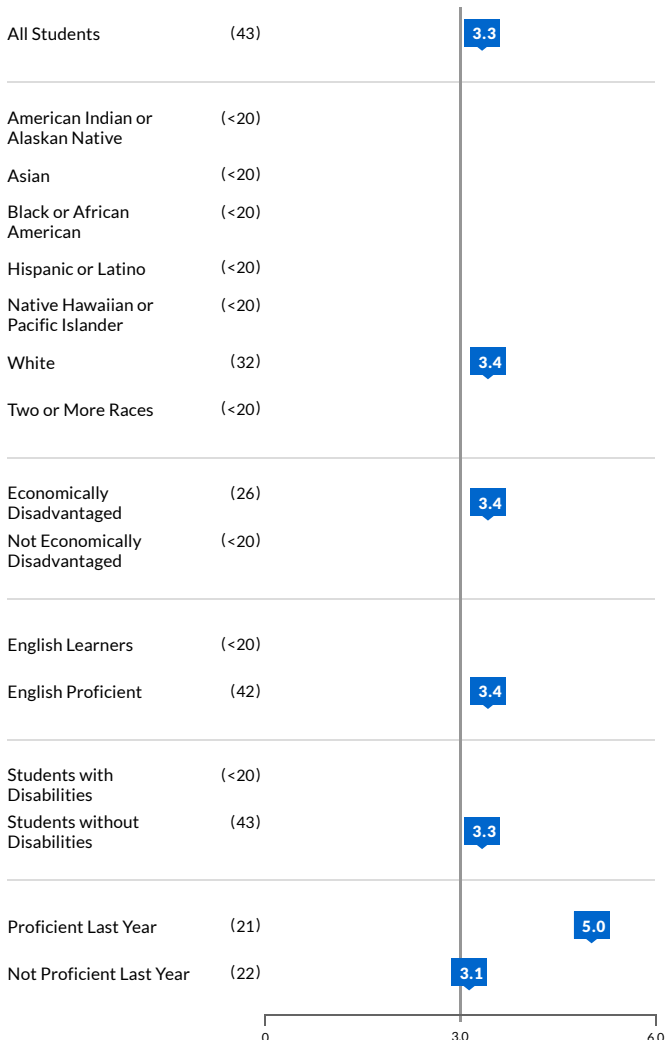 All Students (43) 3.3
American Indian or (<20)
Alaskan Native
Asian (<20)
Black or African (<20)
American
Hispanic or Latino (<20)
Native Hawaiian or (<20)
Pacific Islander
White (32) 3.4
Two or More Races (<20)
Economically (26) 3.4
Disadvantaged
Not Economically (<20)
Disadvantaged
English Learners (<20)
English Proficient (42) 3.4
Students with (<20)
Disabilities
Students without (43) 3.3
Disabilities
Proficient Last Year (21) 5.0
Not Proficient Last Year (22) 3.1
0 3.0 6.0